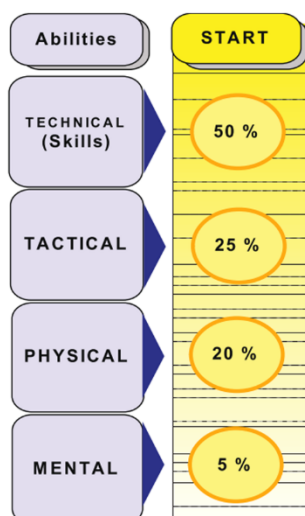 Abilities START
TECHNICAL
(Skills)
50 %
TACTICAL 25 %
PHYSICAL 20 %
MENTAL 5 %